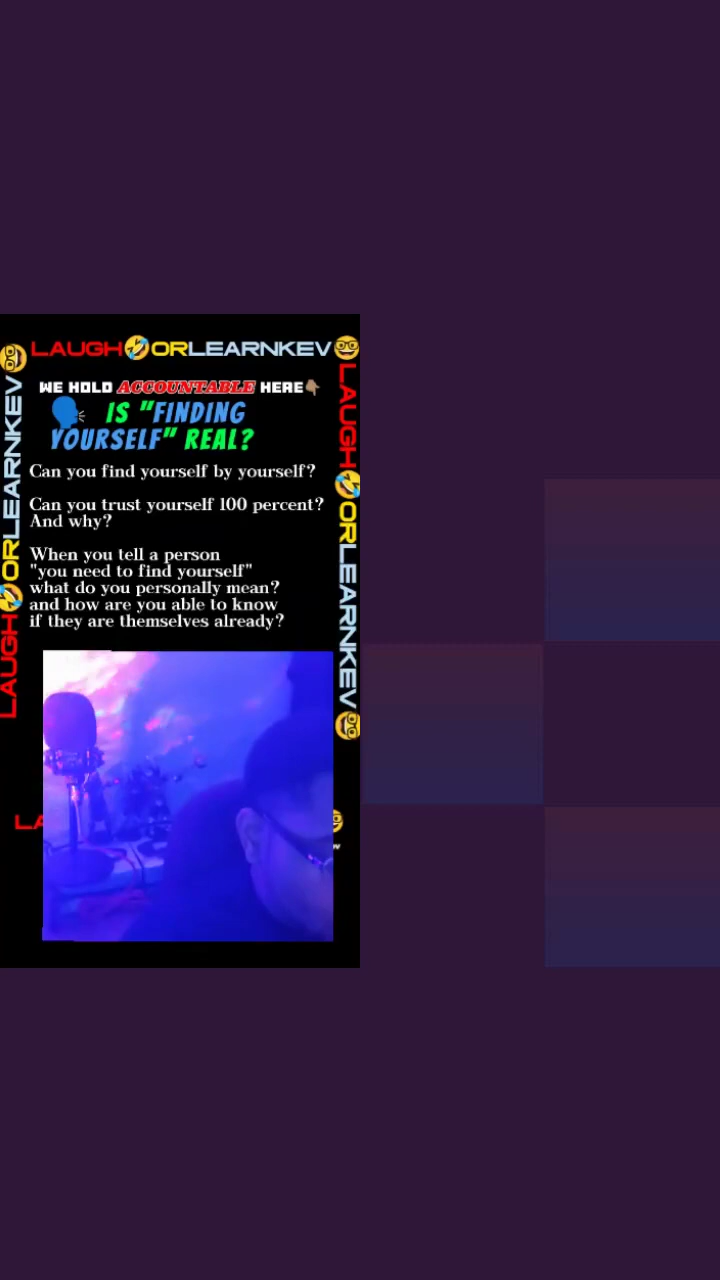 LAUGH🤣ORLEARNKEV🤓
WE HOLD ACCOUNTABLE HERE👇🏽
🗣 IS "FINDING
YOURSELF" REAL?
Can you find yourself by yourself?
Can you trust yourself 100 percent?
And why?
When you tell a person
"you need to find yourself"
what do you personally mean?
and how are you able to know
if they are themselves already?
LAUGH🤣ORLEARNKEV🤓
LAUGH🤣ORLEARNKEV🤓
LA